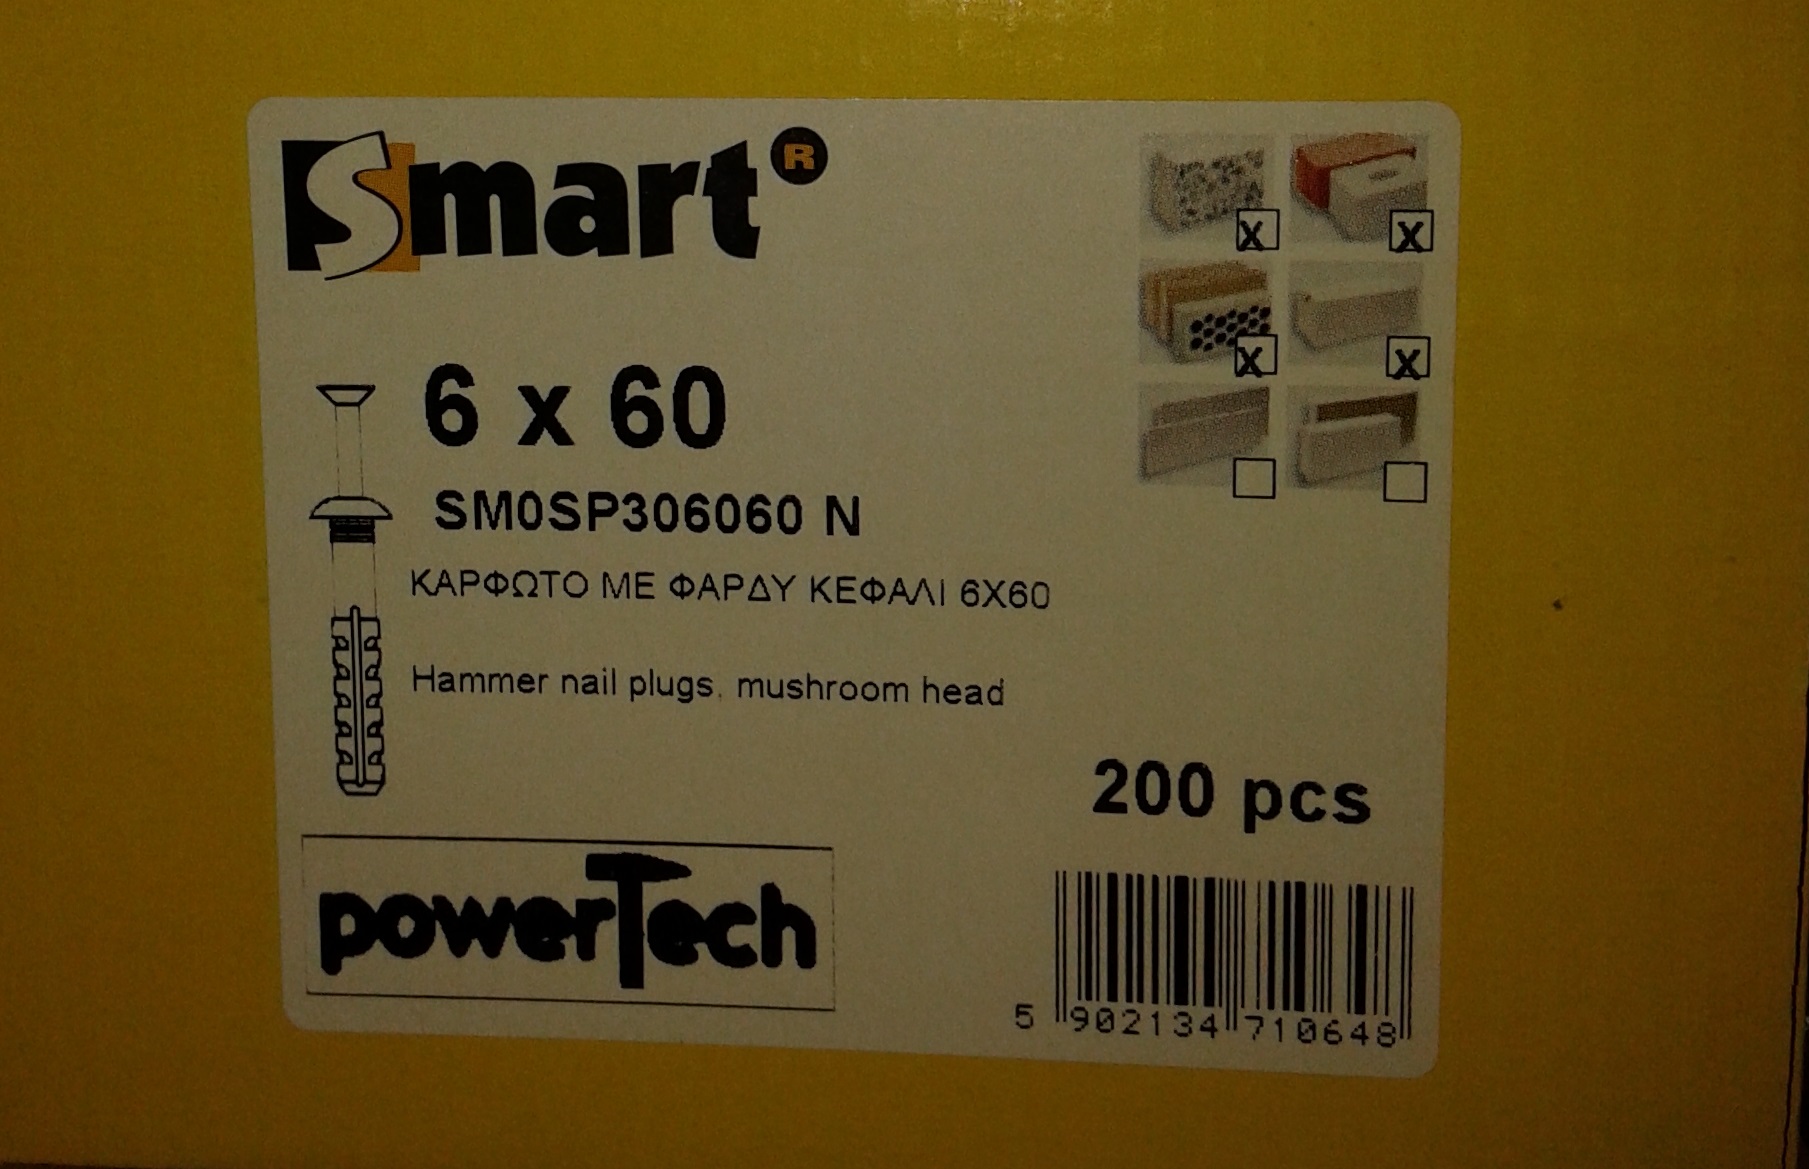 Smart®
X X
X X
6 x 60
SM0SP306060 N
ΚΑΡΦΩΤΟ ΜΕ ΦΑΡΔΥ ΚΕΦΑΛΙ 6X60
Hammer nail plugs, mushroom head
200 pcs
powerTech
5 902134 710648